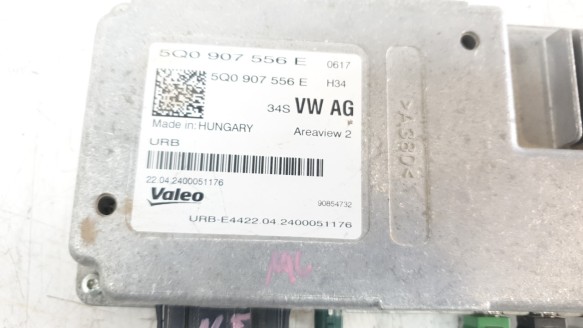 5Q0 907 556 E 0617
5Q0 907 556 E H34
34S VW AG
Made in: HUNGARY Areaview 2
URB
22.04.2400051176
Valeo 90854732
URB-E4422.04.2400051176
>A3804